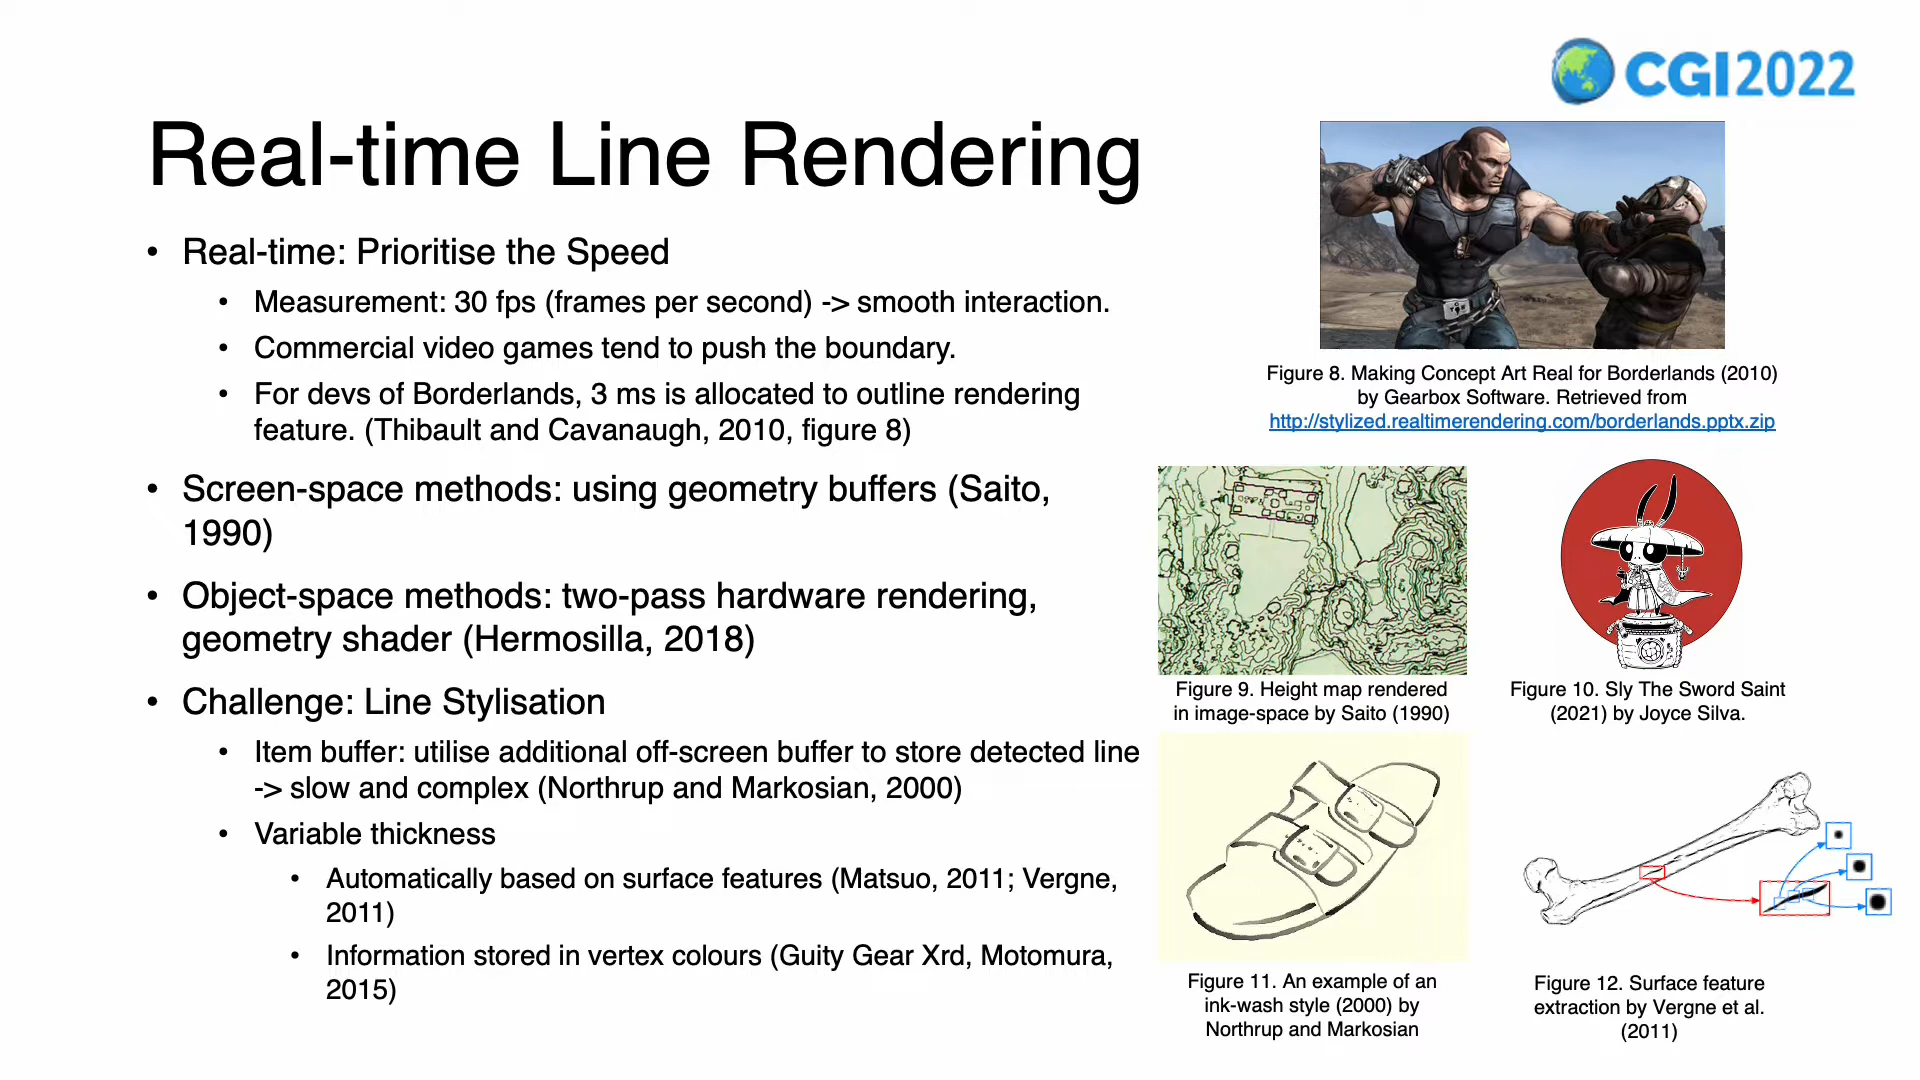 CGI2022
Real-time Line Rendering
• Real-time: Prioritise the Speed
• Measurement: 30 fps (frames per second) -> smooth interaction.
• Commercial video games tend to push the boundary.
• For devs of Borderlands, 3 ms is allocated to outline rendering
feature. (Thibault and Cavanaugh, 2010, figure 8)
• Screen-space methods: using geometry buffers (Saito,
1990)
• Object-space methods: two-pass hardware rendering,
geometry shader (Hermosilla, 2018)
• Challenge: Line Stylisation
• Item buffer: utilise additional off-screen buffer to store detected line
-> slow and complex (Northrup and Markosian, 2000)
• Variable thickness
• Automatically based on surface features (Matsuo, 2011; Vergne,
2011)
• Information stored in vertex colours (Guity Gear Xrd, Motomura,
2015)
Figure 8. Making Concept Art Real for Borderlands (2010)
by Gearbox Software. Retrieved from
http://stylized.realtimerendering.com/borderlands.pptx.zip
Figure 9. Height map rendered
in image-space by Saito (1990)
Figure 10. Sly The Sword Saint
(2021) by Joyce Silva.
Figure 11. An example of an
ink-wash style (2000) by
Northrup and Markosian
Figure 12. Surface feature
extraction by Vergne et al.
(2011)